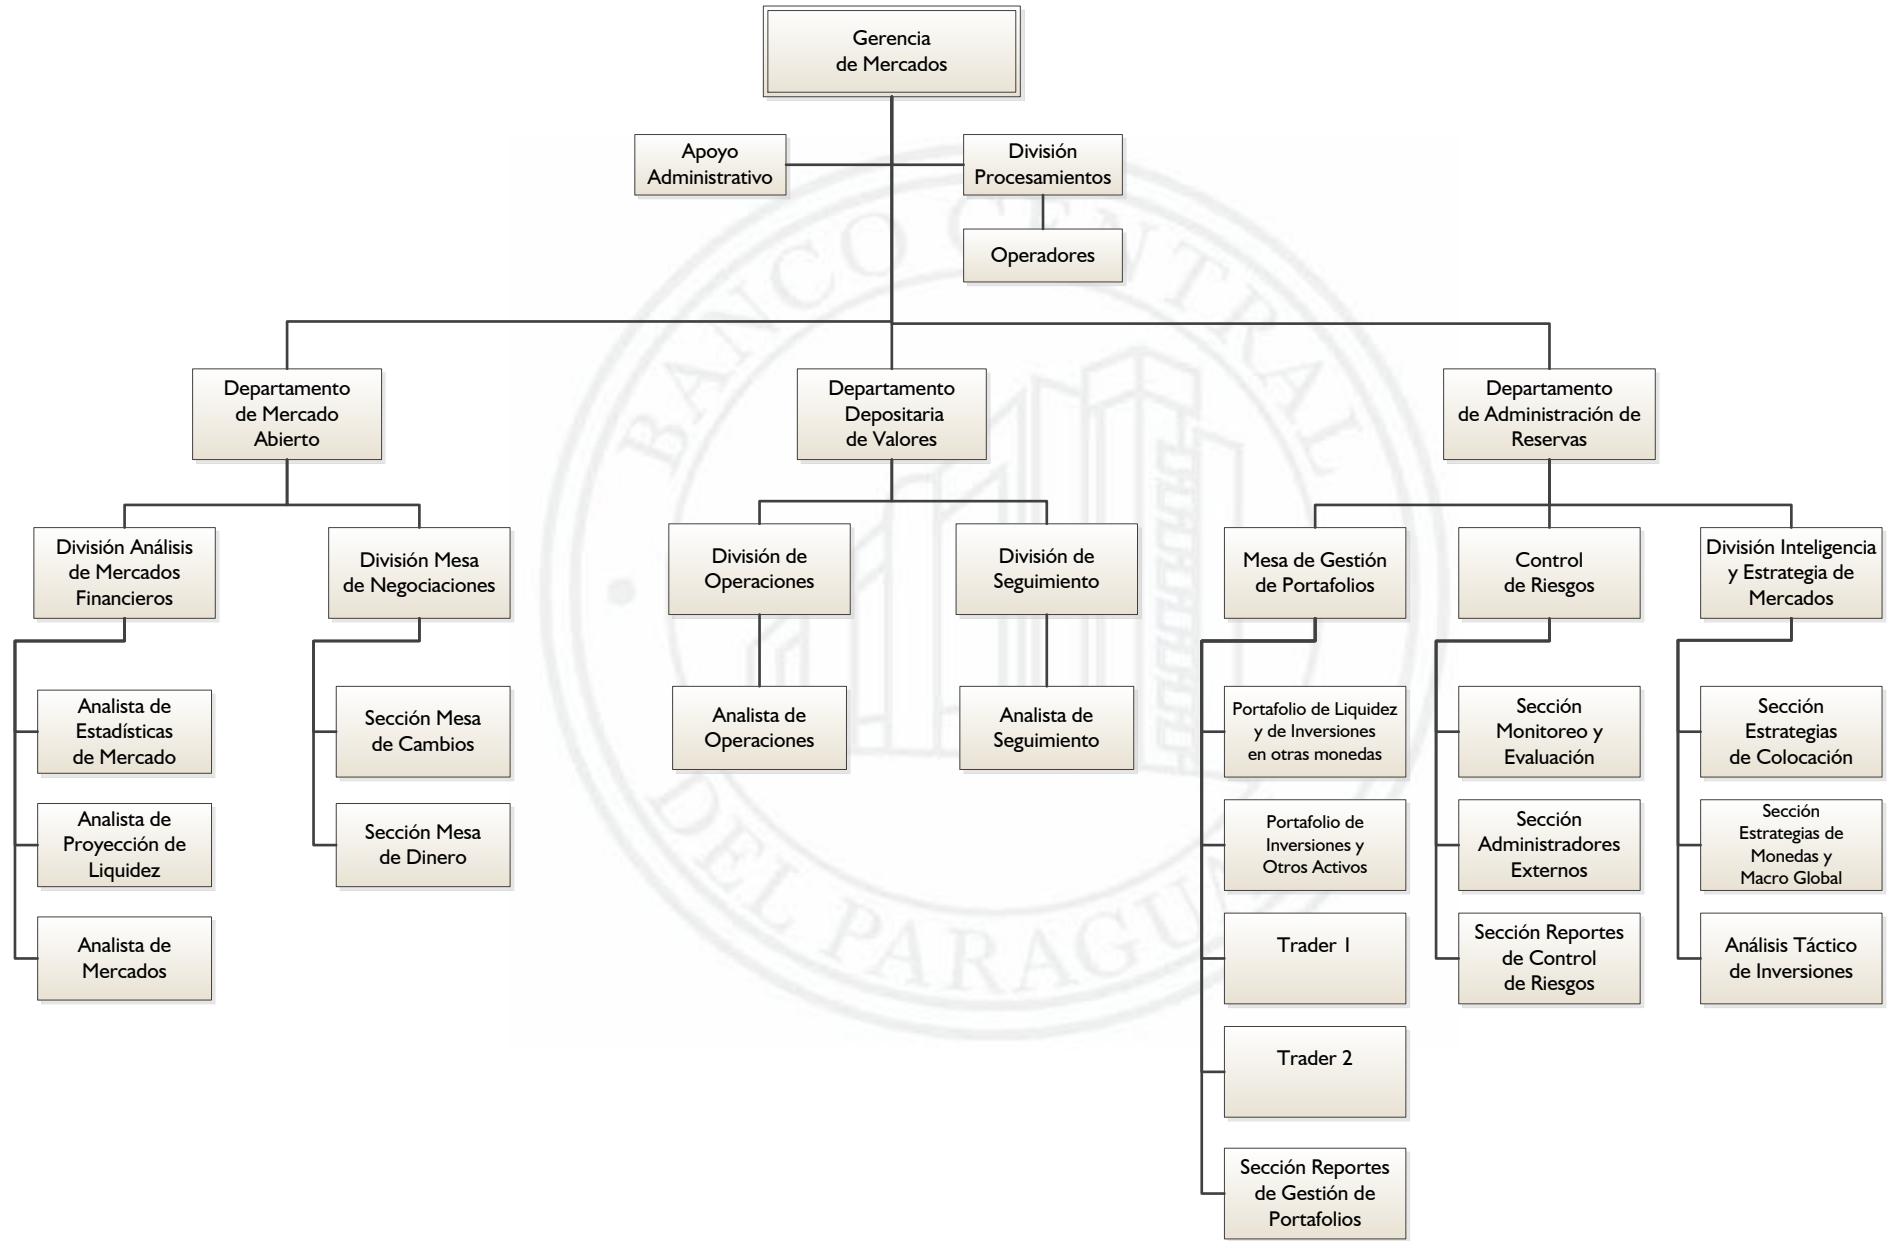 Gerencia
de Mercados
Apoyo
Administrativo
División
Procesamientos
Operadores
Departamento
de Mercado
Abierto
Departamento
Depositaria
de Valores
Departamento
de Administración de
Reservas
División Análisis
de Mercados
Financieros
División Mesa
de Negociaciones
División de
Operaciones
División de
Seguimiento
Mesa de Gestión
de Portafolios
Control
de Riesgos
División Inteligencia
y Estrategia de
Mercados
Analista de
Estadísticas
de Mercado
Analista de
Proyección de
Liquidez
Analista de
Mercados
Sección Mesa
de Cambios
Sección Mesa
de Dinero
Analista de
Operaciones
Analista de
Seguimiento
Portafolio de Liquidez
y de Inversiones
en otras monedas
Portafolio de
Inversiones y
Otros Activos
Trader 1
Trader 2
Sección Reportes
de Gestión de
Portafolios
Sección
Monitoreo y
Evaluación
Sección
Administradores
Externos
Sección Reportes
de Control
de Riesgos
Sección
Estrategias
de Colocación
Sección
Estrategias de
Monedas y
Macro Global
Análisis Táctico
de Inversiones
BANCO CENTRAL
DEL PARAGUAY